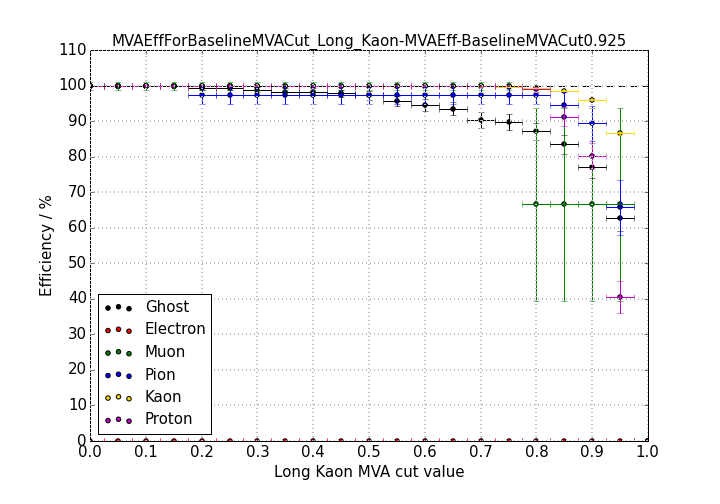 MVAEffForBaselineMVACut_Long_Kaon-MVAEff-BaselineMVACut0.925
110
100
90
80
70
60
50
40
30
20
10
0
Efficiency / %
Ghost
Electron
Muon
Pion
Kaon
Proton
0.0 0.1 0.2 0.3 0.4 0.5 0.6 0.7 0.8 0.9 1.0
Long Kaon MVA cut value